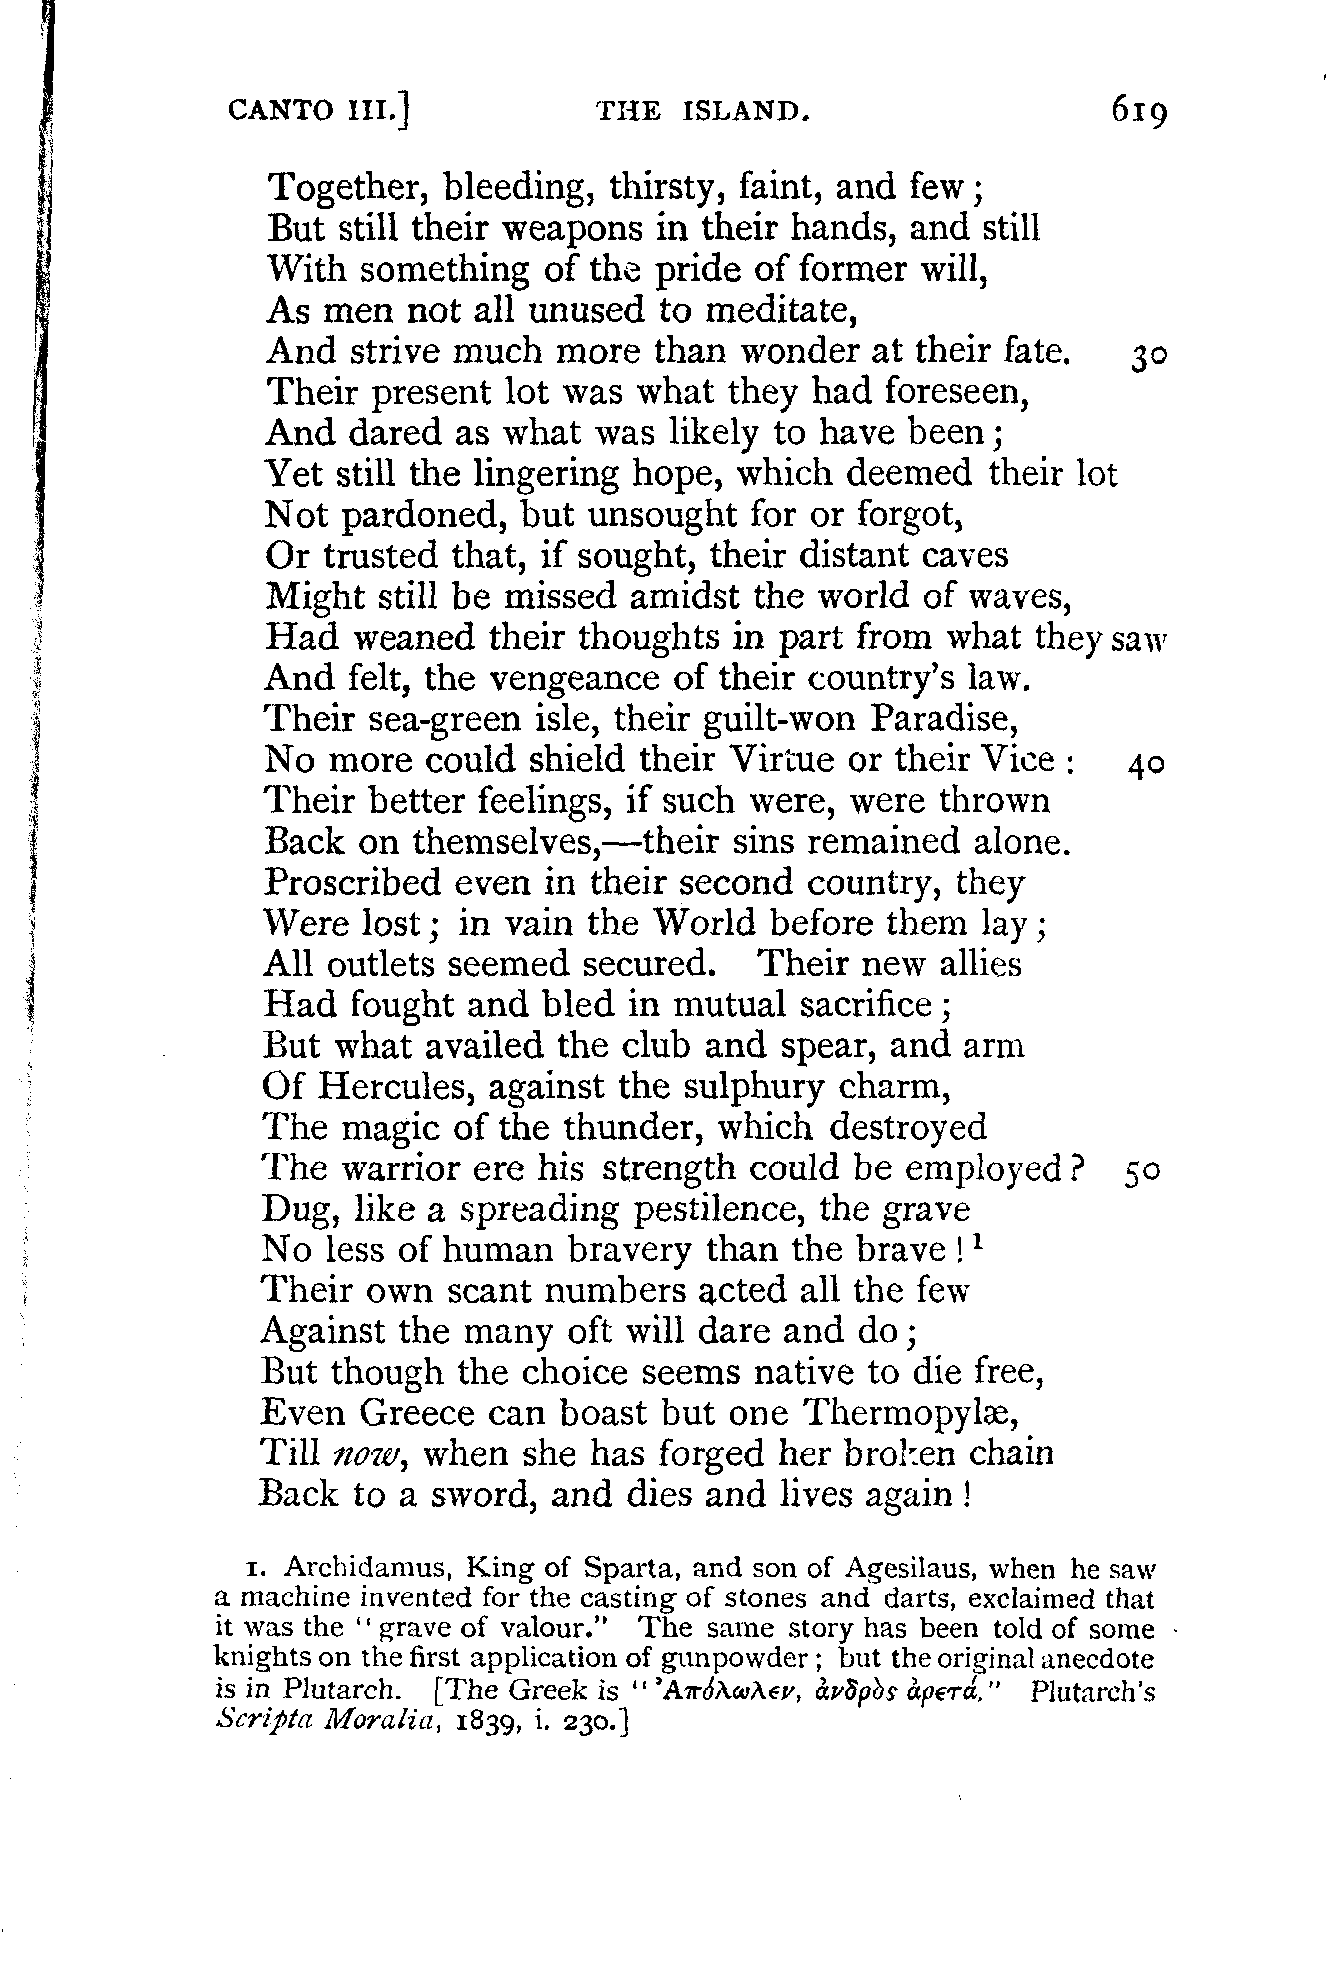 CANTO III.] THE ISLAND. 619
Together, bleeding, thirsty, faint, and few ;
But still their weapons in their hands, and still
With something of the pride of former will,
As men not all unused to meditate,
And strive much more than wonder at their fate. 30
Their present lot was what they had foreseen,
And dared as what was likely to have been ;
Yet still the lingering hope, which deemed their lot
Not pardoned, but unsought for or forgot,
Or trusted that, if sought, their distant caves
Might still be missed amidst the world of waves,
Had weaned their thoughts in part from what they saw
And felt, the vengeance of their country's law.
Their sea-green isle, their guilt-won Paradise,
No more could shield their Virtue or their Vice : 40
Their better feelings, if such were, were thrown
Back on themselves,—their sins remained alone.
Proscribed even in their second country, they
Were lost ; in vain the World before them lay ;
All outlets seemed secured. Their new allies
Had fought and bled in mutual sacrifice ;
But what availed the club and spear, and arm
Of Hercules, against the sulphury charm,
The magic of the thunder, which destroyed
The warrior ere his strength could be employed ? 50
Dug, like a spreading pestilence, the grave
No less of human bravery than the brave ! 1
Their own scant numbers acted all the few
Against the many oft will dare and do ;
But though the choice seems native to die free,
Even Greece can boast but one Thermopylæ,
Till now, when she has forged her broken chain
Back to a sword, and dies and lives again !
1. Archidamus, King of Sparta, and son of Agesilaus, when he saw
a machine invented for the casting of stones and darts, exclaimed that
it was the "grave of valour." The same story has been told of some
knights on the first application of gunpowder ; but the original anecdote
is in Plutarch. [The Greek is "Ἀπόλωλεν, ἀνδρὸς ἀρετά." Plutarch's
Scripta Moralia, 1839, i. 230.]